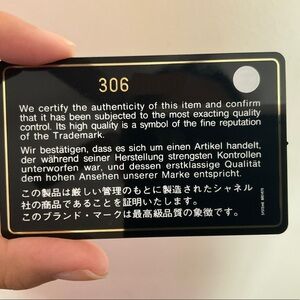 306
We certify the authenticity of this item and confirm
that it has been subjected to the most exacting quality
control. Its high quality is a symbol of the fine reputation
of the Trademark.
Wir bestätigen, dass es sich um einen Artikel handelt,
der während seiner Herstellung strengsten Kontrollen
unterworfen war, und dessen erstklassige Qualität
dem hohen Ansehen unserer Marke entspricht.
この製品は厳しい管理のもとに製造されたシャネル
社の商品であることを証明いたします。
このブランド・マークは最高級品質の象徴です。